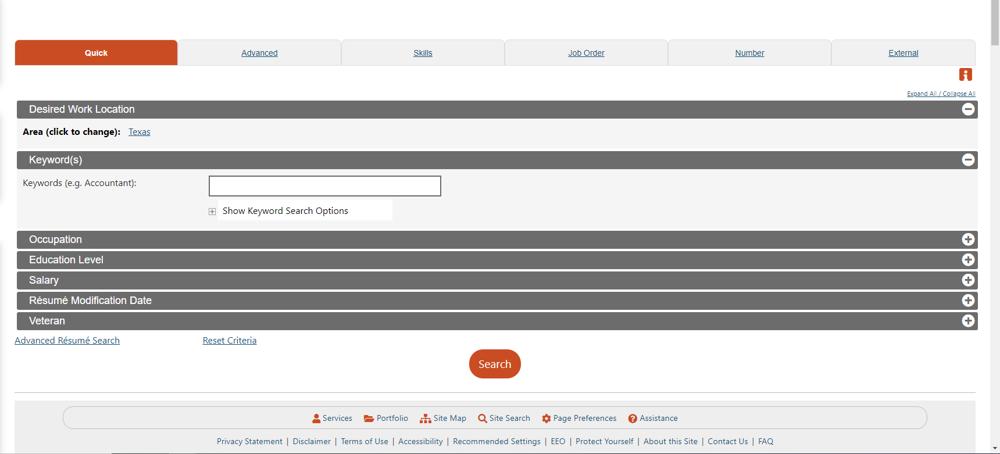 Quick Advanced Skills Job Order Number External
Expand All / Collapse All
Desired Work Location
Area (click to change): Texas
Keyword(s)
Keywords (e.g. Accountant):
Show Keyword Search Options
Occupation
Education Level
Salary
Résumé Modification Date
Veteran
Advanced Résumé Search Reset Criteria
Search
Services Portfolio Site Map Site Search Page Preferences Assistance
Privacy Statement | Disclaimer | Terms of Use | Accessibility | Recommended Settings | EEO | Protect Yourself | About this Site | Contact Us | FAQ